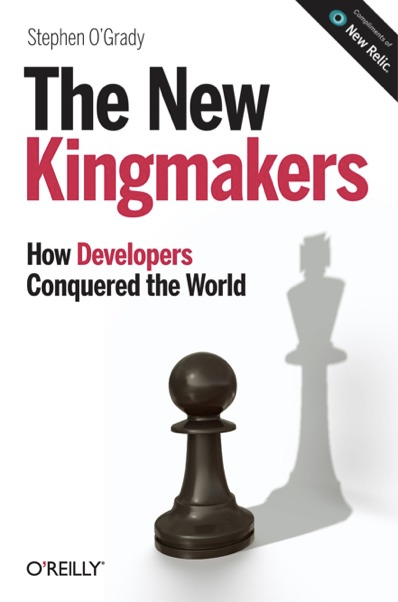 Stephen O'Grady
Compliments of
New Relic.
The New
Kingmakers
How Developers
Conquered the World
O'REILLY®